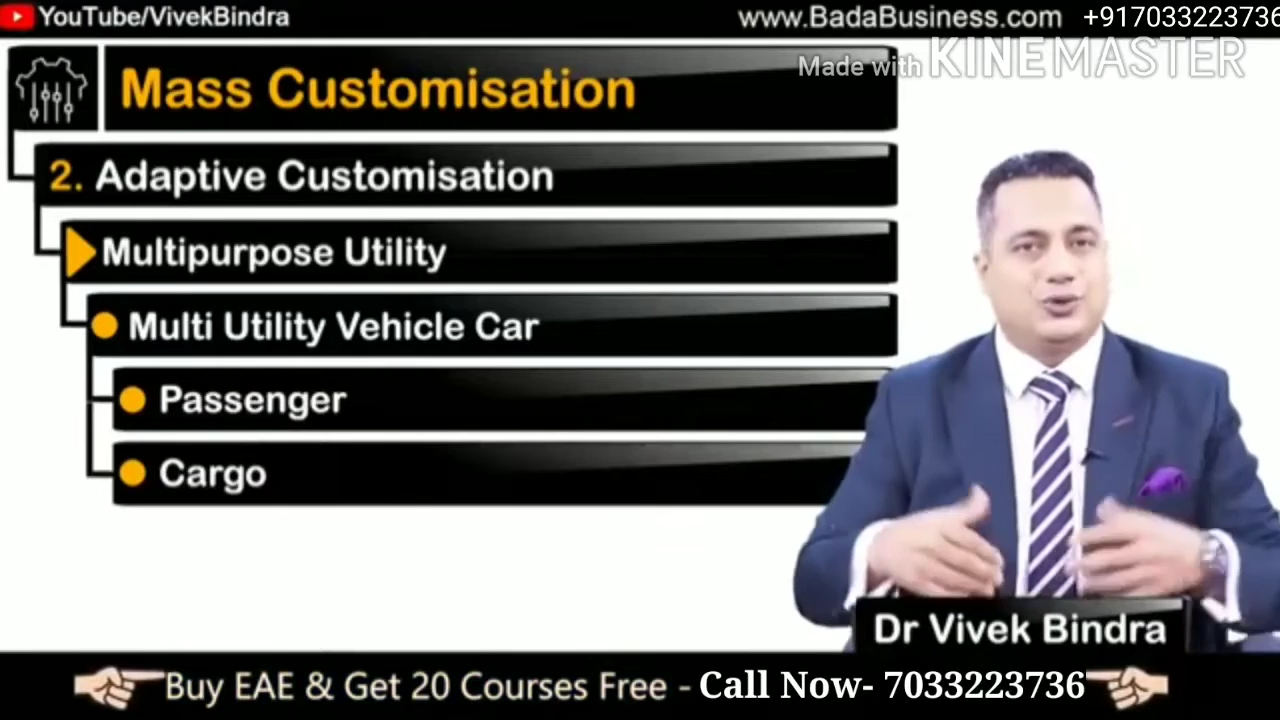 YouTube/VivekBindra
www.BadaBusiness.com
+917033223736
Made with KINEMASTER
Mass Customisation
2. Adaptive Customisation
Multipurpose Utility
Multi Utility Vehicle Car
Passenger
Cargo
Dr Vivek Bindra
Buy EAE & Get 20 Courses Free - Call Now- 7033223736